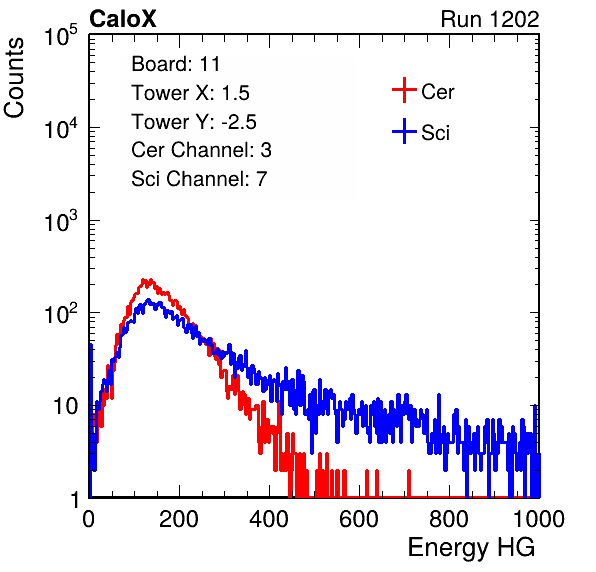 CaloX Run 1202
Counts
10^5
10^4
10^3
10^2
10
1
Board: 11
Tower X: 1.5
Tower Y: -2.5
Cer Channel: 3
Sci Channel: 7
Cer
Sci
0 200 400 600 800 1000
Energy HG